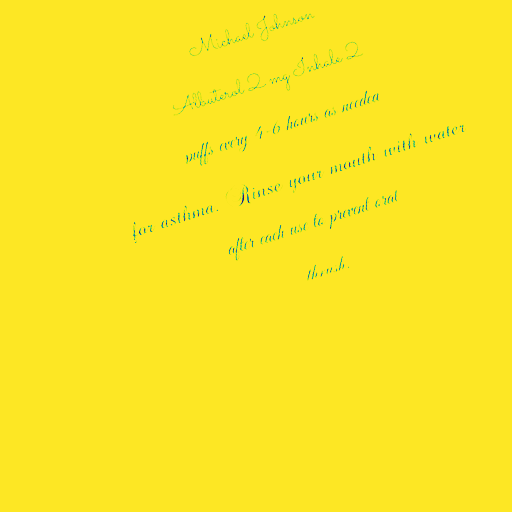 Michael Johnson
Albuterol 2 mg Inhale 2
puffs every 4-6 hours as needed
for asthma. Rinse your mouth with water
after each use to prevent oral
thrush.